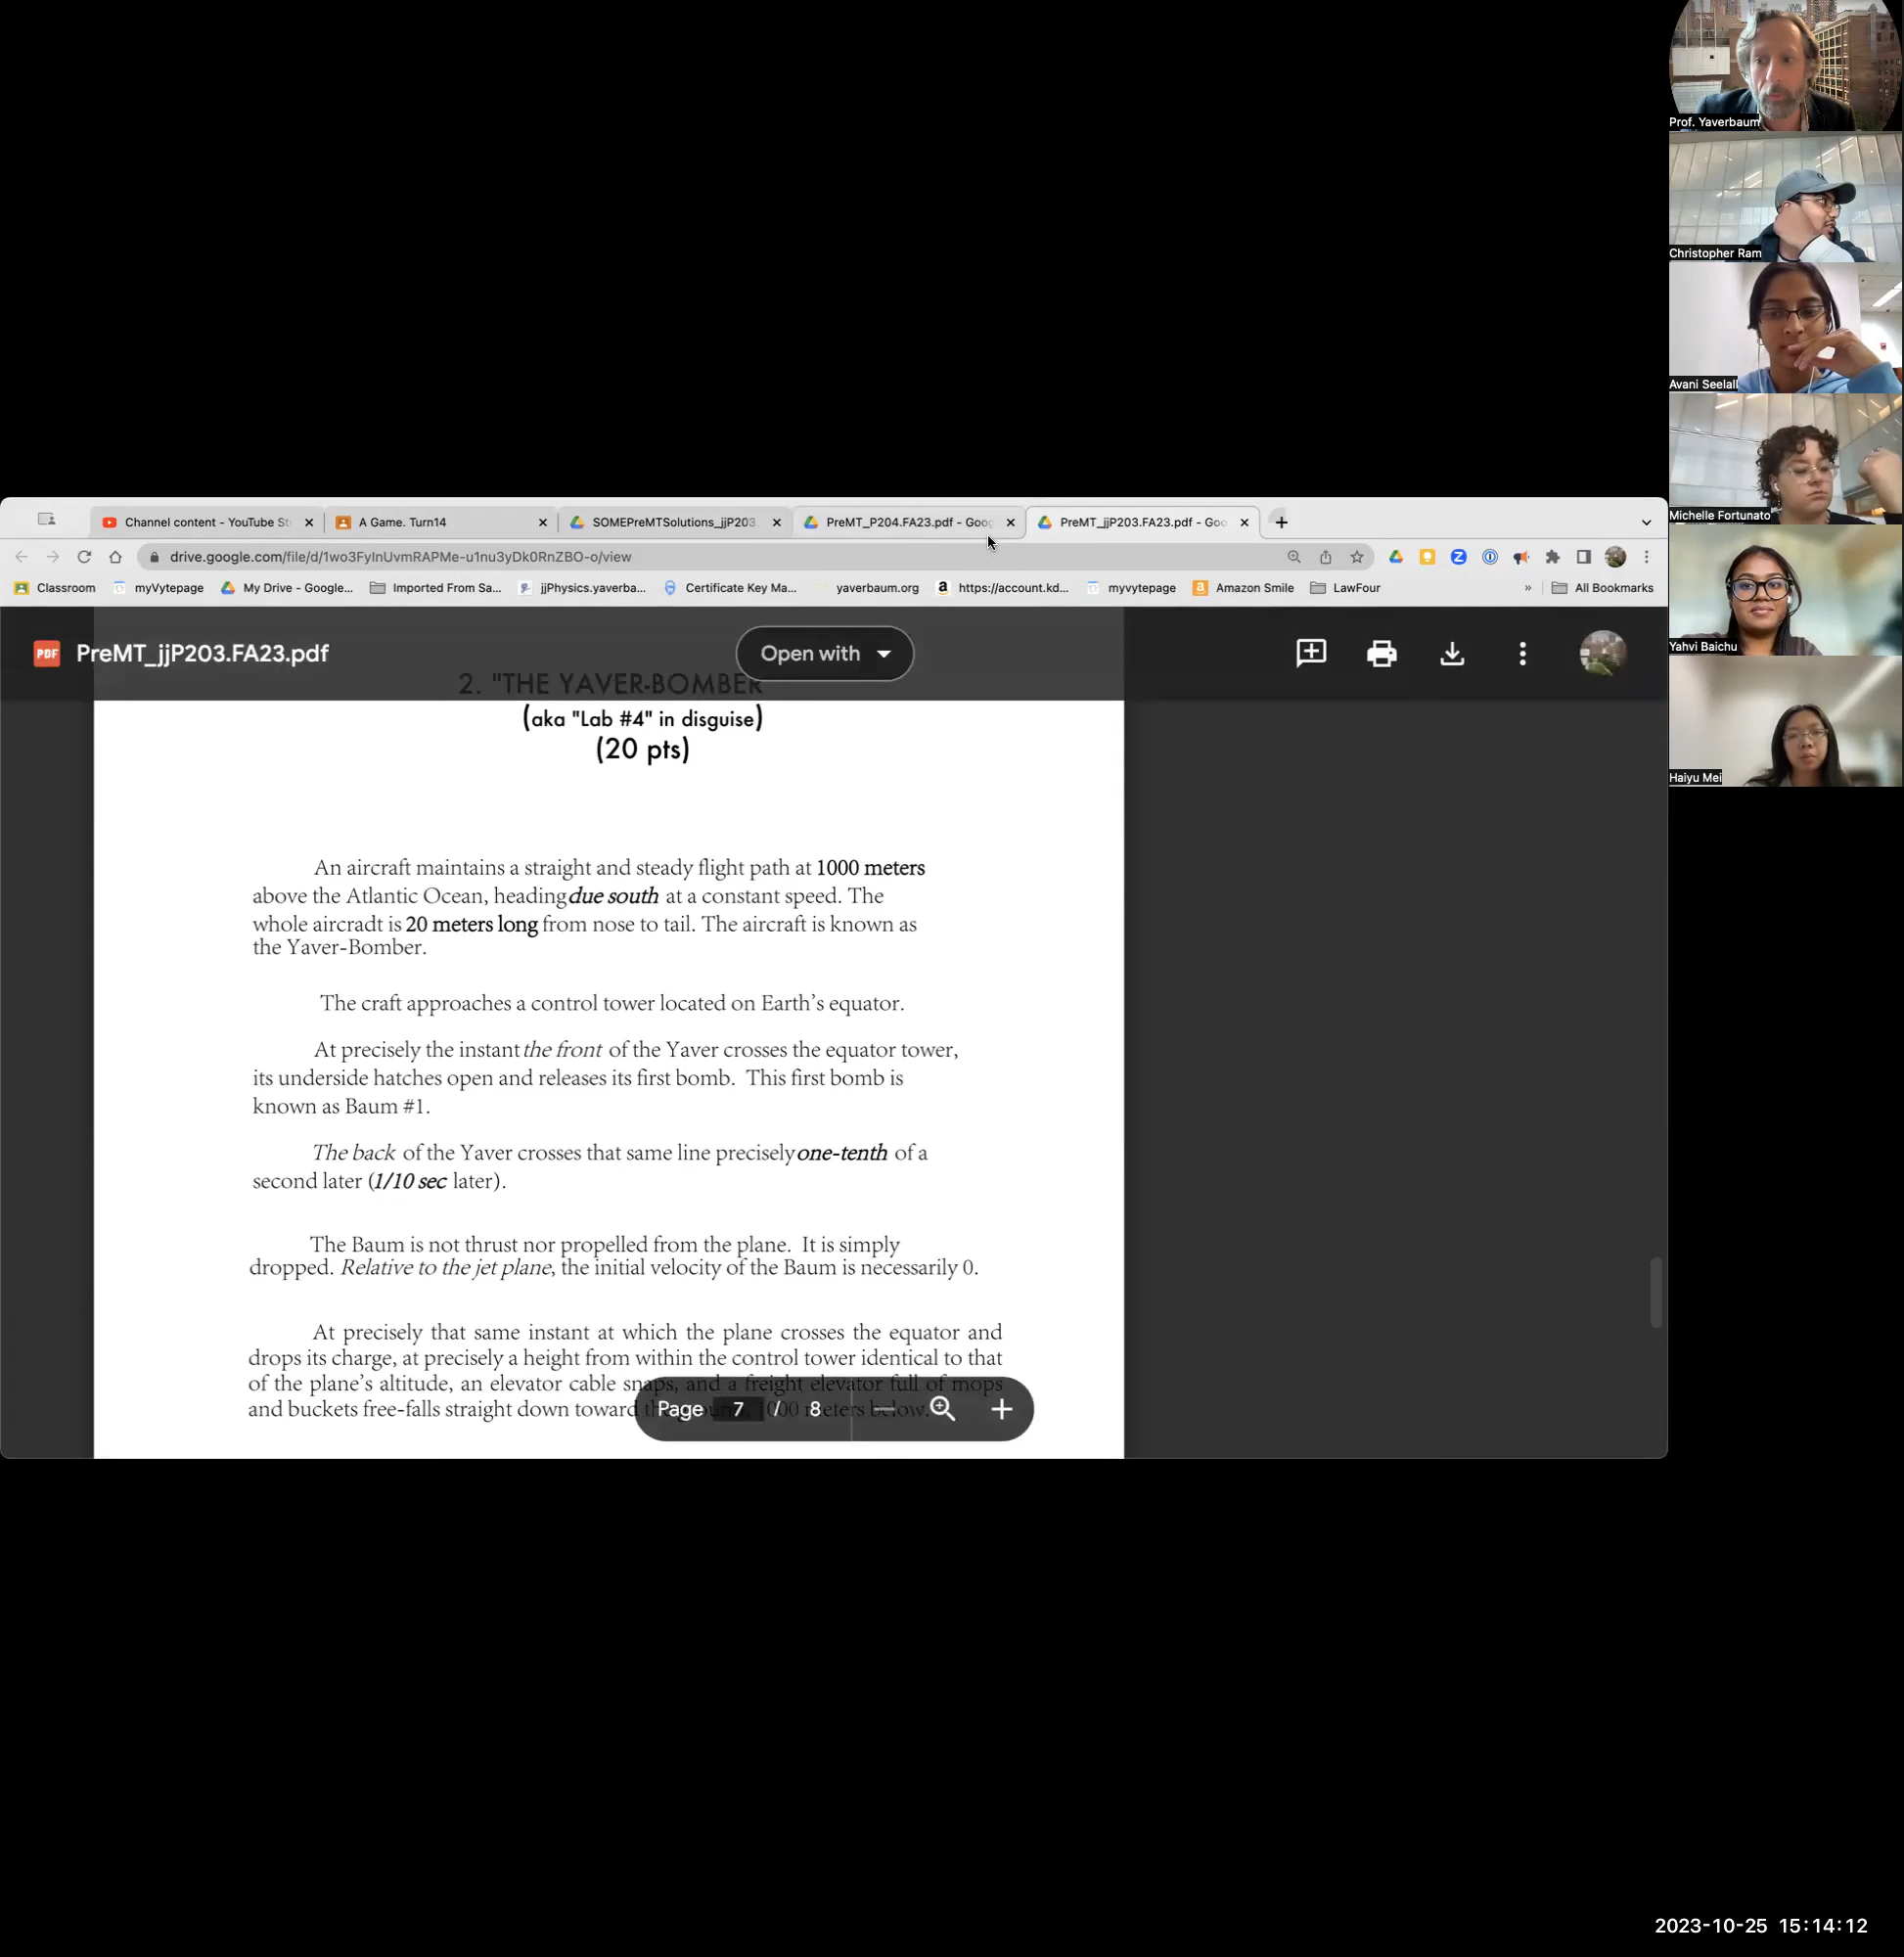 Prof. Yaverbaum
Christopher Ram
Avani Seelall
Michelle Fortunato
Yahvi Baichu
Haiyu Mei
Channel content - YouTube St
A Game. Turn14
SOMEPreMTSolutions_jjP203
PreMT_P204.FA23.pdf - Goog
PreMT_jjP203.FA23.pdf - Goo
drive.google.com/file/d/1wo3FyInUvmRAPMe-u1nu3yDk0RnZBO-o/view
Classroom
myVytepage
My Drive - Google...
Imported From Sa...
jjPhysics.yaverba...
Certificate Key Ma...
yaverbaum.org
https://account.kd...
myvytepage
Amazon Smile
LawFour
»
All Bookmarks
PDF
PreMT_jjP203.FA23.pdf
Open with
2. "THE YAVER-BOMBER
(aka "Lab #4" in disguise)
(20 pts)
An aircraft maintains a straight and steady flight path at 1000 meters
above the Atlantic Ocean, heading due south at a constant speed. The
whole aircradt is 20 meters long from nose to tail. The aircraft is known as
the Yaver-Bomber.
The craft approaches a control tower located on Earth's equator.
At precisely the instant the front of the Yaver crosses the equator tower,
its underside hatches open and releases its first bomb. This first bomb is
known as Baum #1.
The back of the Yaver crosses that same line precisely one-tenth of a
second later (1/10 sec later).
The Baum is not thrust nor propelled from the plane. It is simply
dropped. Relative to the jet plane, the initial velocity of the Baum is necessarily 0.
At precisely that same instant at which the plane crosses the equator and
drops its charge, at precisely a height from within the control tower identical to that
of the plane's altitude, an elevator cable snaps, and a freight elevator full of mops
and buckets free-falls straight down toward the ground, 1000 meters below.
Page 7 / 8
2023-10-25 15:14:12